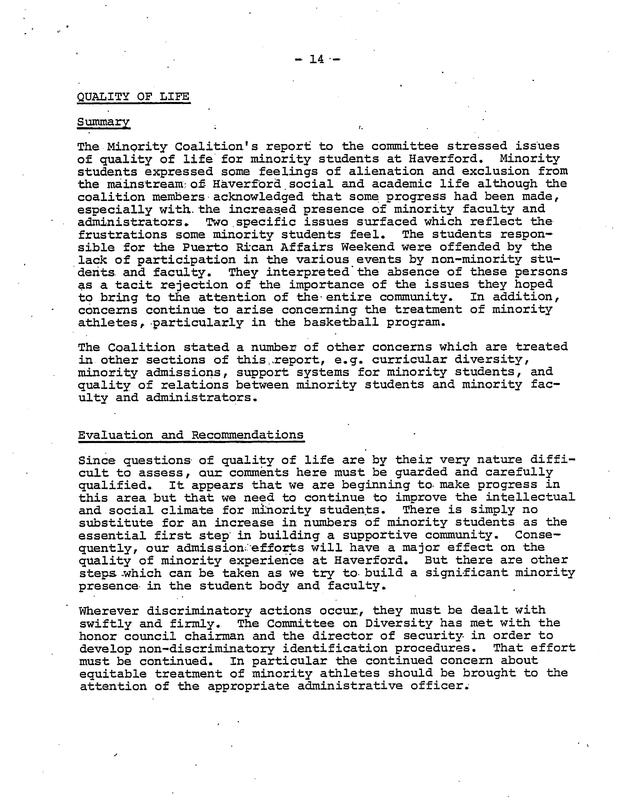 - 14 -
QUALITY OF LIFE
Summary
The Minority Coalition's report to the committee stressed issues
of quality of life for minority students at Haverford. Minority
students expressed some feelings of alienation and exclusion from
the mainstream of Haverford social and academic life although the
coalition members acknowledged that some progress had been made,
especially with the increased presence of minority faculty and
administrators. Two specific issues surfaced which reflect the
frustrations some minority students feel. The students respon-
sible for the Puerto Rican Affairs Weekend were offended by the
lack of participation in the various events by non-minority stu-
dents and faculty. They interpreted the absence of these persons
as a tacit rejection of the importance of the issues they hoped
to bring to the attention of the entire community. In addition,
concerns continue to arise concerning the treatment of minority
athletes, particularly in the basketball program.
The Coalition stated a number of other concerns which are treated
in other sections of this report, e.g. curricular diversity,
minority admissions, support systems for minority students, and
quality of relations between minority students and minority fac-
ulty and administrators.
Evaluation and Recommendations
Since questions of quality of life are by their very nature diffi-
cult to assess, our comments here must be guarded and carefully
qualified. It appears that we are beginning to make progress in
this area but that we need to continue to improve the intellectual
and social climate for minority students. There is simply no
substitute for an increase in numbers of minority students as the
essential first step in building a supportive community. Conse-
quently, our admission efforts will have a major effect on the
quality of minority experience at Haverford. But there are other
steps which can be taken as we try to build a significant minority
presence in the student body and faculty.
Wherever discriminatory actions occur, they must be dealt with
swiftly and firmly. The Committee on Diversity has met with the
honor council chairman and the director of security in order to
develop non-discriminatory identification procedures. That effort
must be continued. In particular the continued concern about
equitable treatment of minority athletes should be brought to the
attention of the appropriate administrative officer.